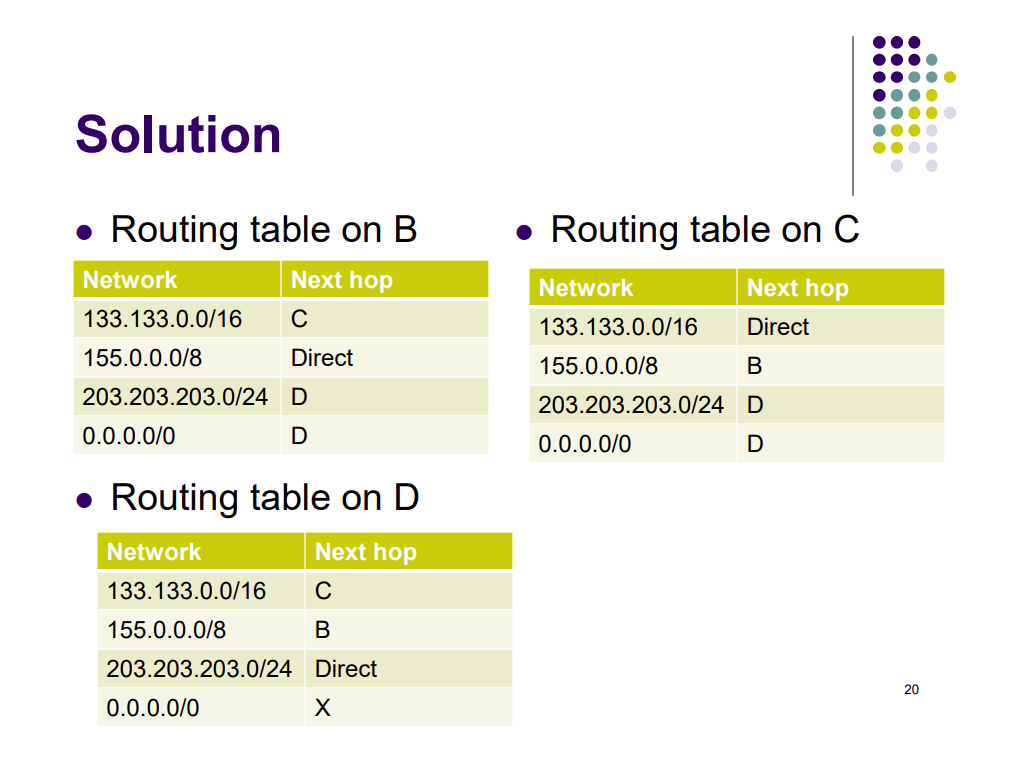 Solution
Routing table on B
Network Next hop
133.133.0.0/16 C
155.0.0.0/8 Direct
203.203.203.0/24 D
0.0.0.0/0 D
Routing table on C
Network Next hop
133.133.0.0/16 Direct
155.0.0.0/8 B
203.203.203.0/24 D
0.0.0.0/0 D
Routing table on D
Network Next hop
133.133.0.0/16 C
155.0.0.0/8 B
203.203.203.0/24 Direct
0.0.0.0/0 X
20